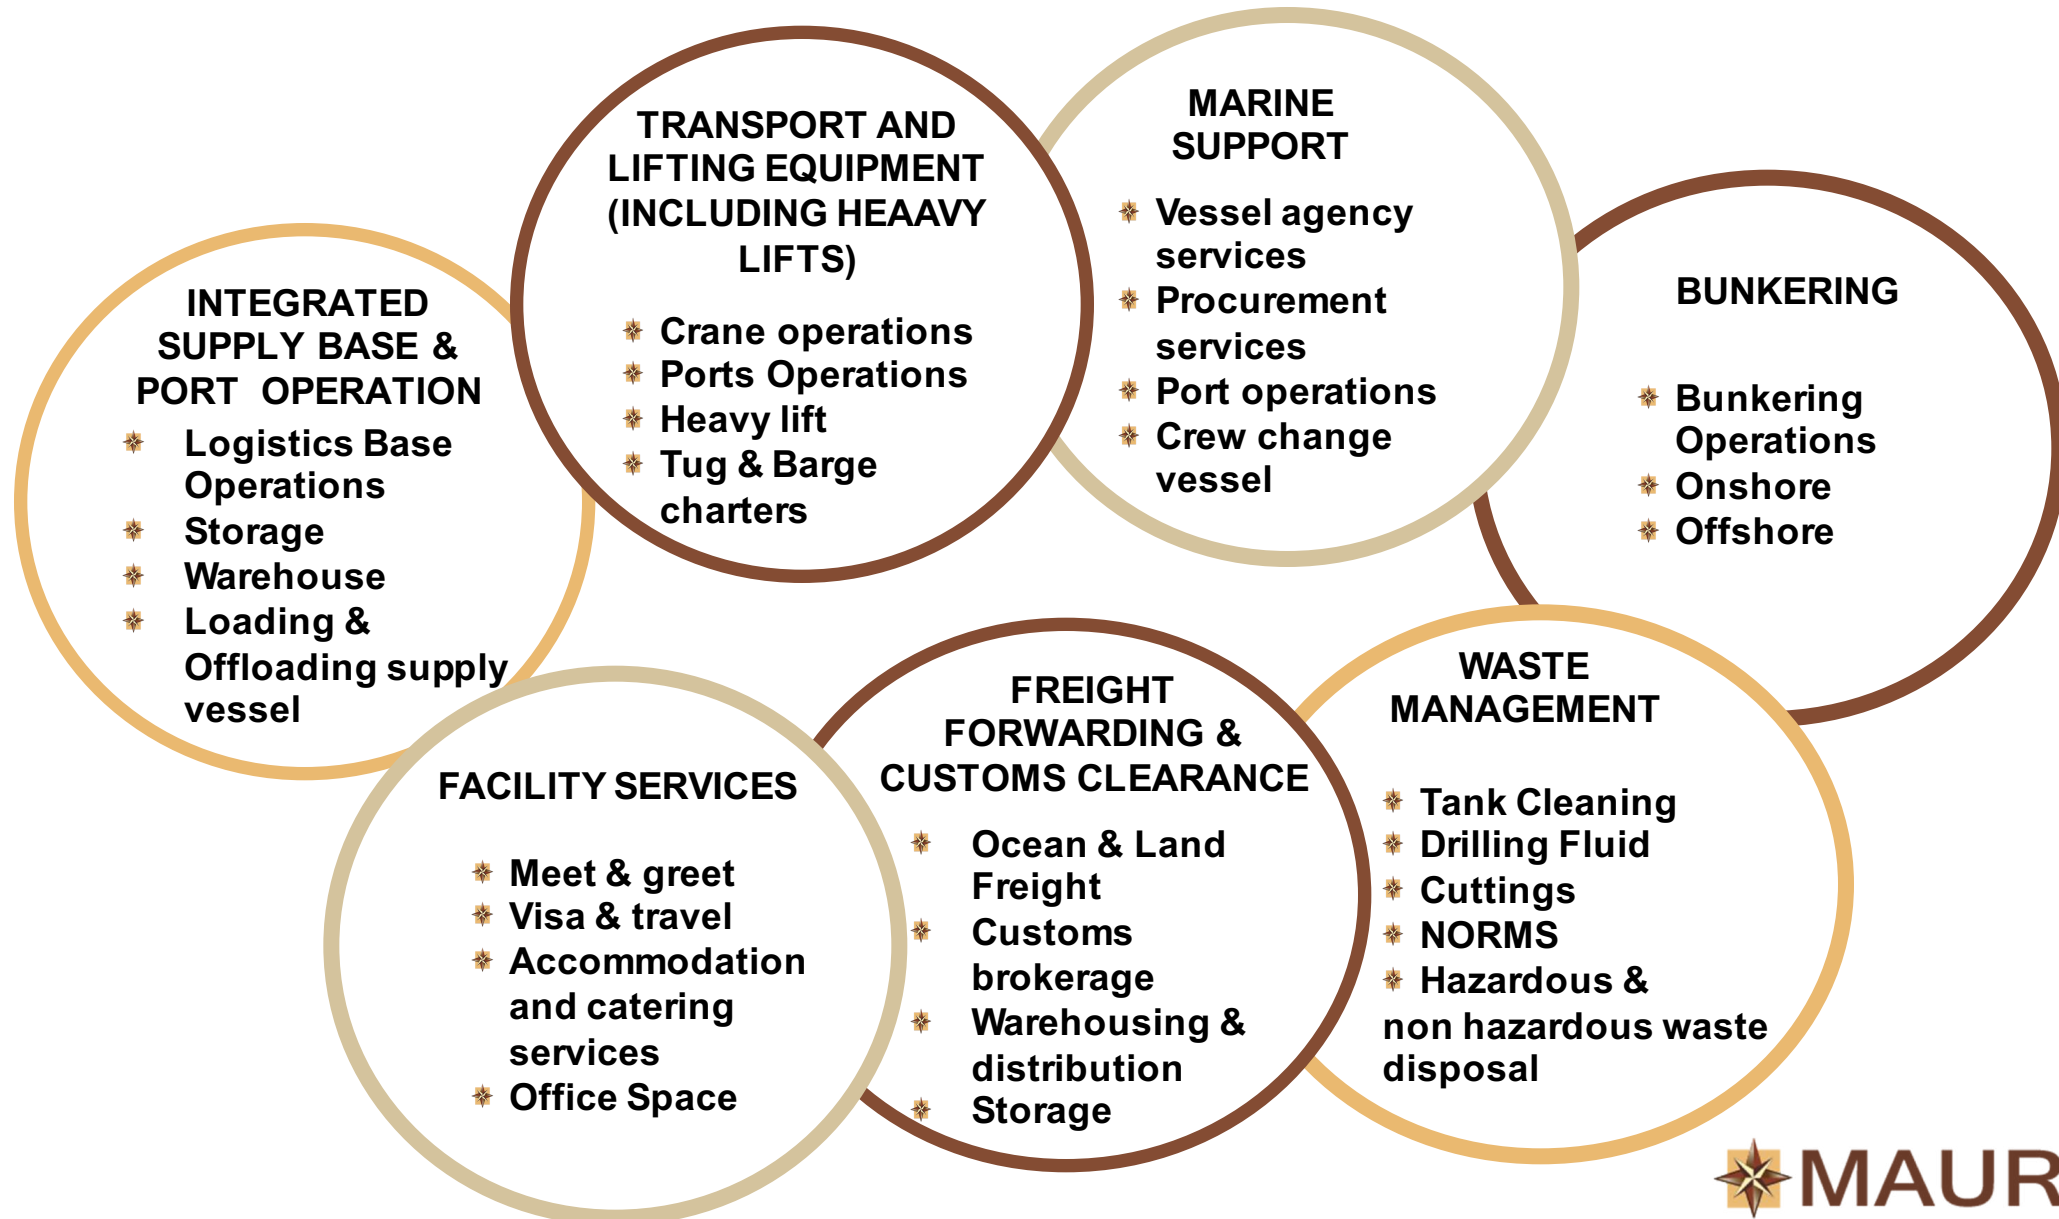 INTEGRATED
SUPPLY BASE &
PORT OPERATION
Logistics Base
Operations
Storage
Warehouse
Loading &
Offloading supply
vessel
TRANSPORT AND
LIFTING EQUIPMENT
(INCLUDING HEAAVY
LIFTS)
Crane operations
Ports Operations
Heavy lift
Tug & Barge
charters
MARINE
SUPPORT
Vessel agency
services
Procurement
services
Port operations
Crew change
vessel
BUNKERING
Bunkering
Operations
Onshore
Offshore
FACILITY SERVICES
Meet & greet
Visa & travel
Accommodation
and catering
services
Office Space
FREIGHT
FORWARDING &
CUSTOMS CLEARANCE
Ocean & Land
Freight
Customs
brokerage
Warehousing &
distribution
Storage
WASTE
MANAGEMENT
Tank Cleaning
Drilling Fluid
Cuttings
NORMS
Hazardous &
non hazardous waste
disposal
MAUR